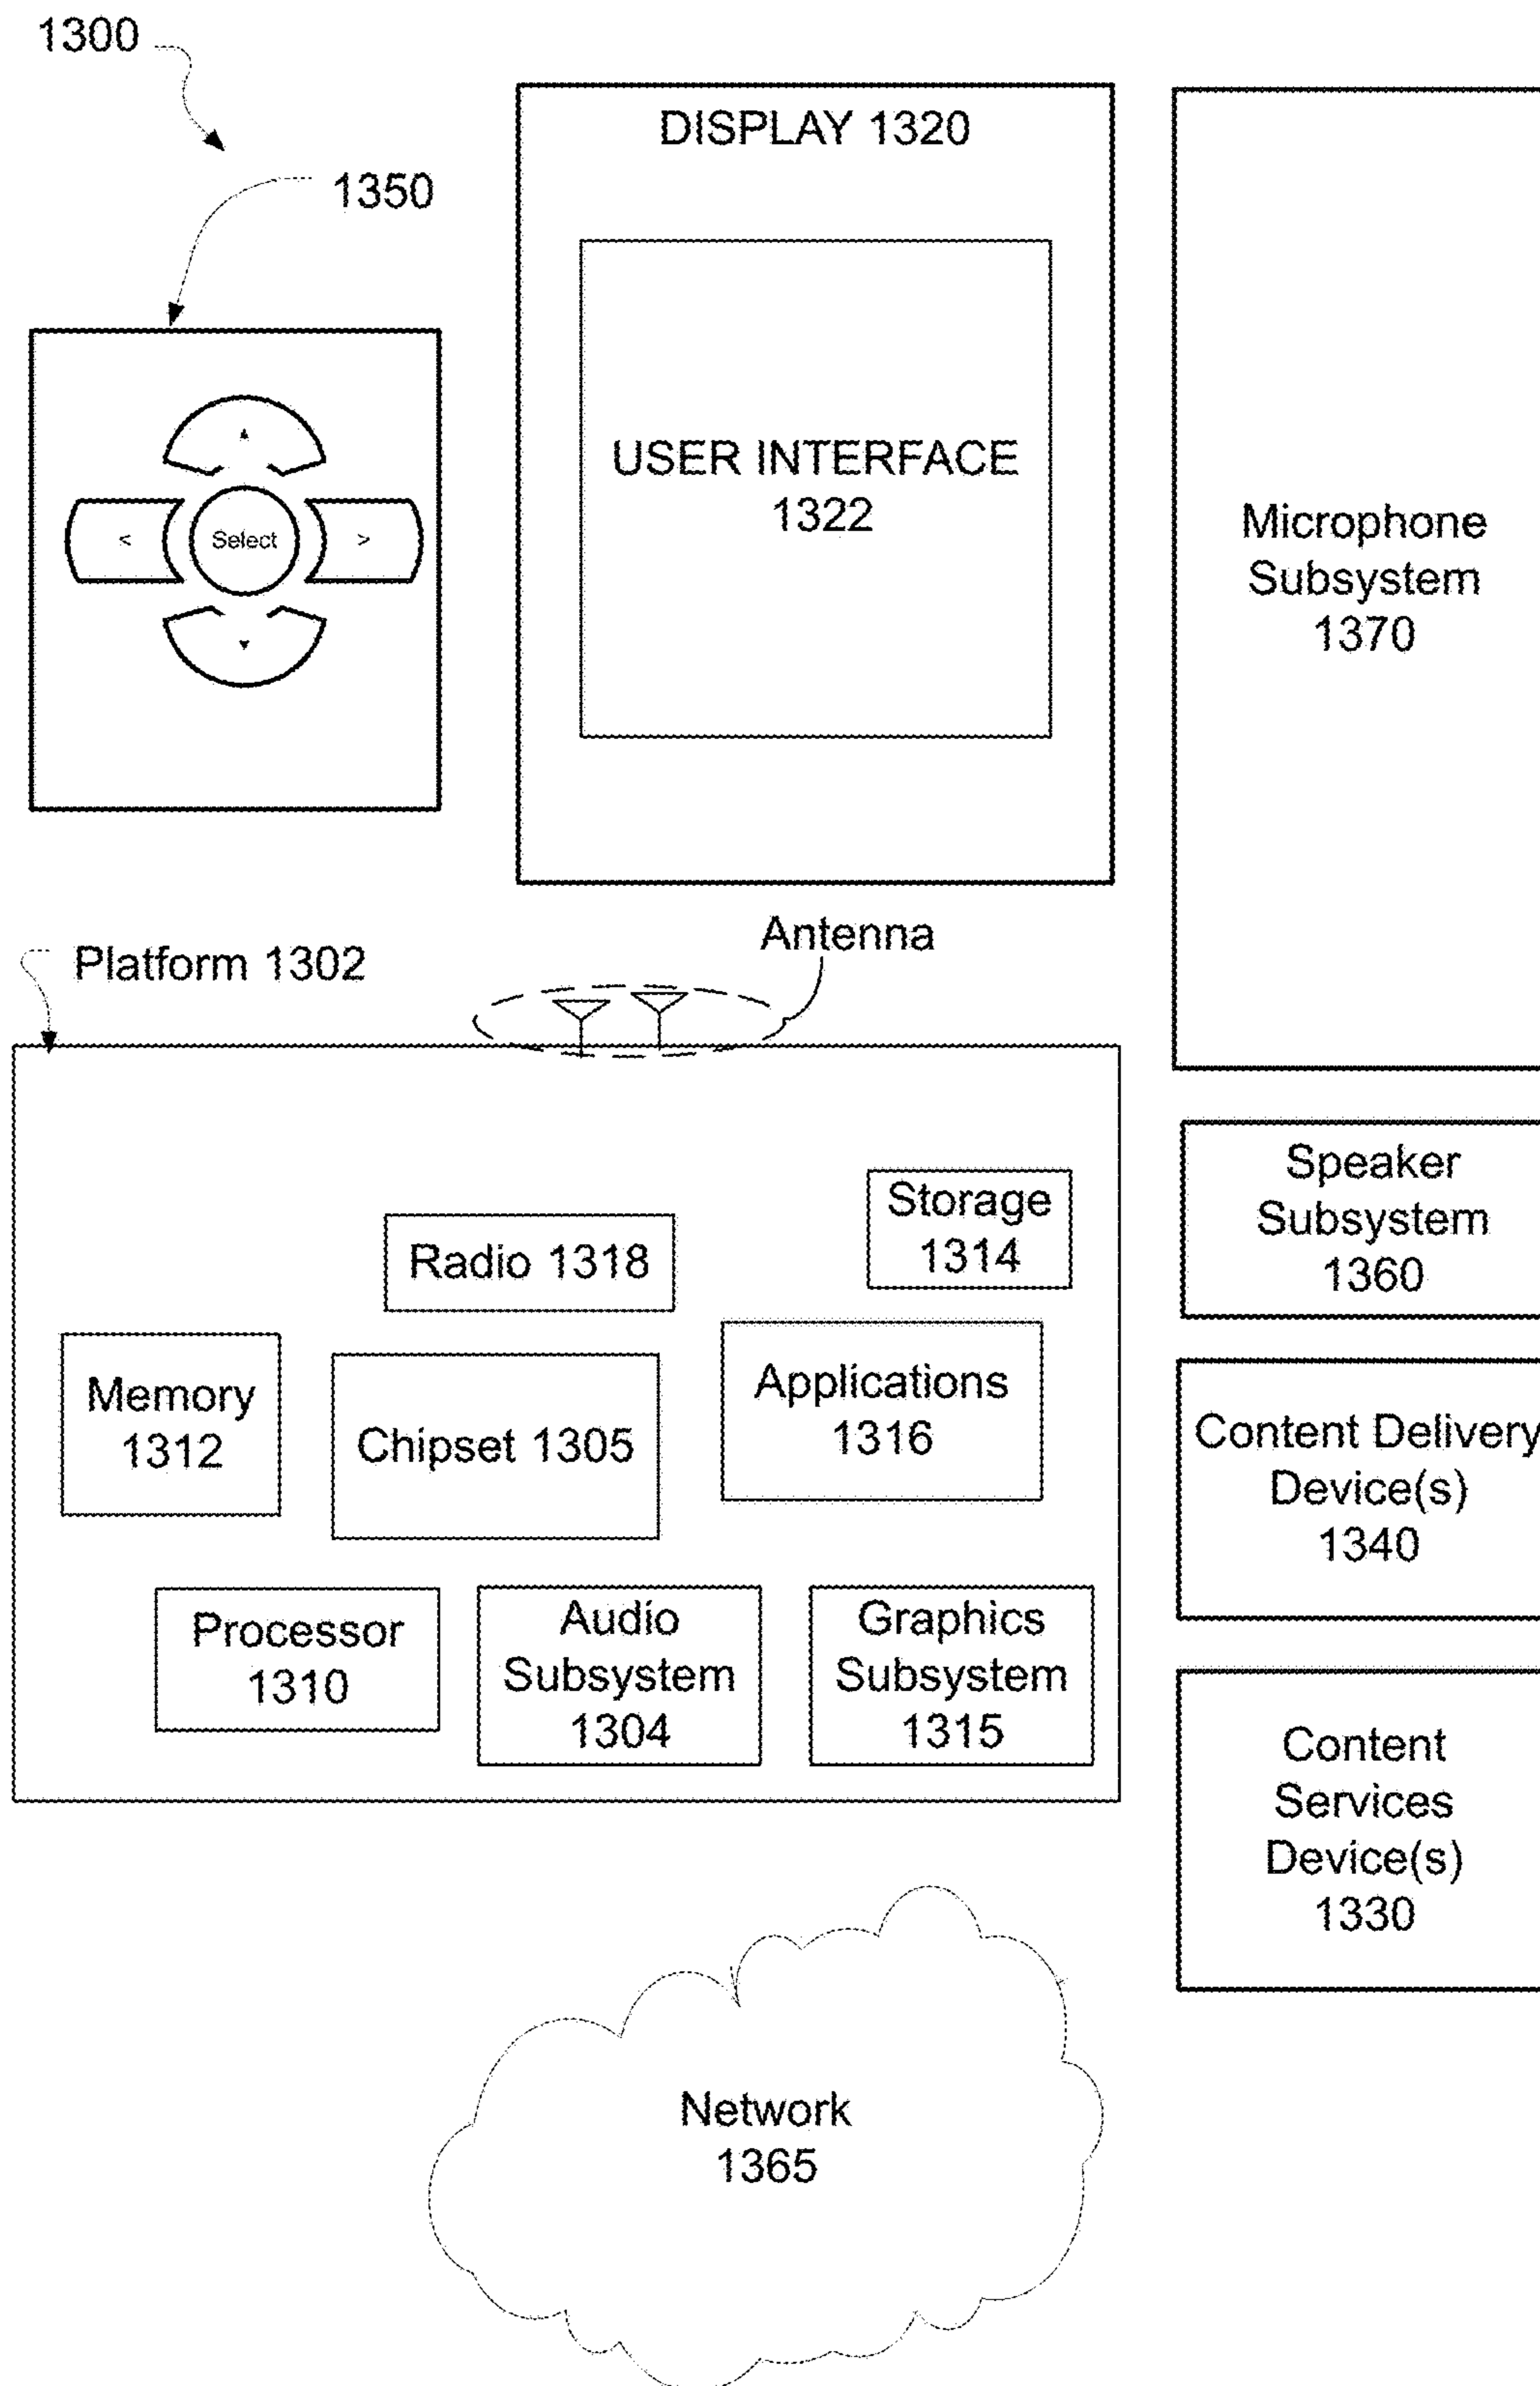 1300
1350
DISPLAY 1320
USER INTERFACE
1322
<
Select
>
Microphone
Subsystem
1370
Platform 1302
Antenna
Radio 1318
Storage
1314
Memory
1312
Chipset 1305
Applications
1316
Processor
1310
Audio
Subsystem
1304
Graphics
Subsystem
1315
Speaker
Subsystem
1360
Content Delivery
Device(s)
1340
Content
Services
Device(s)
1330
Network
1365